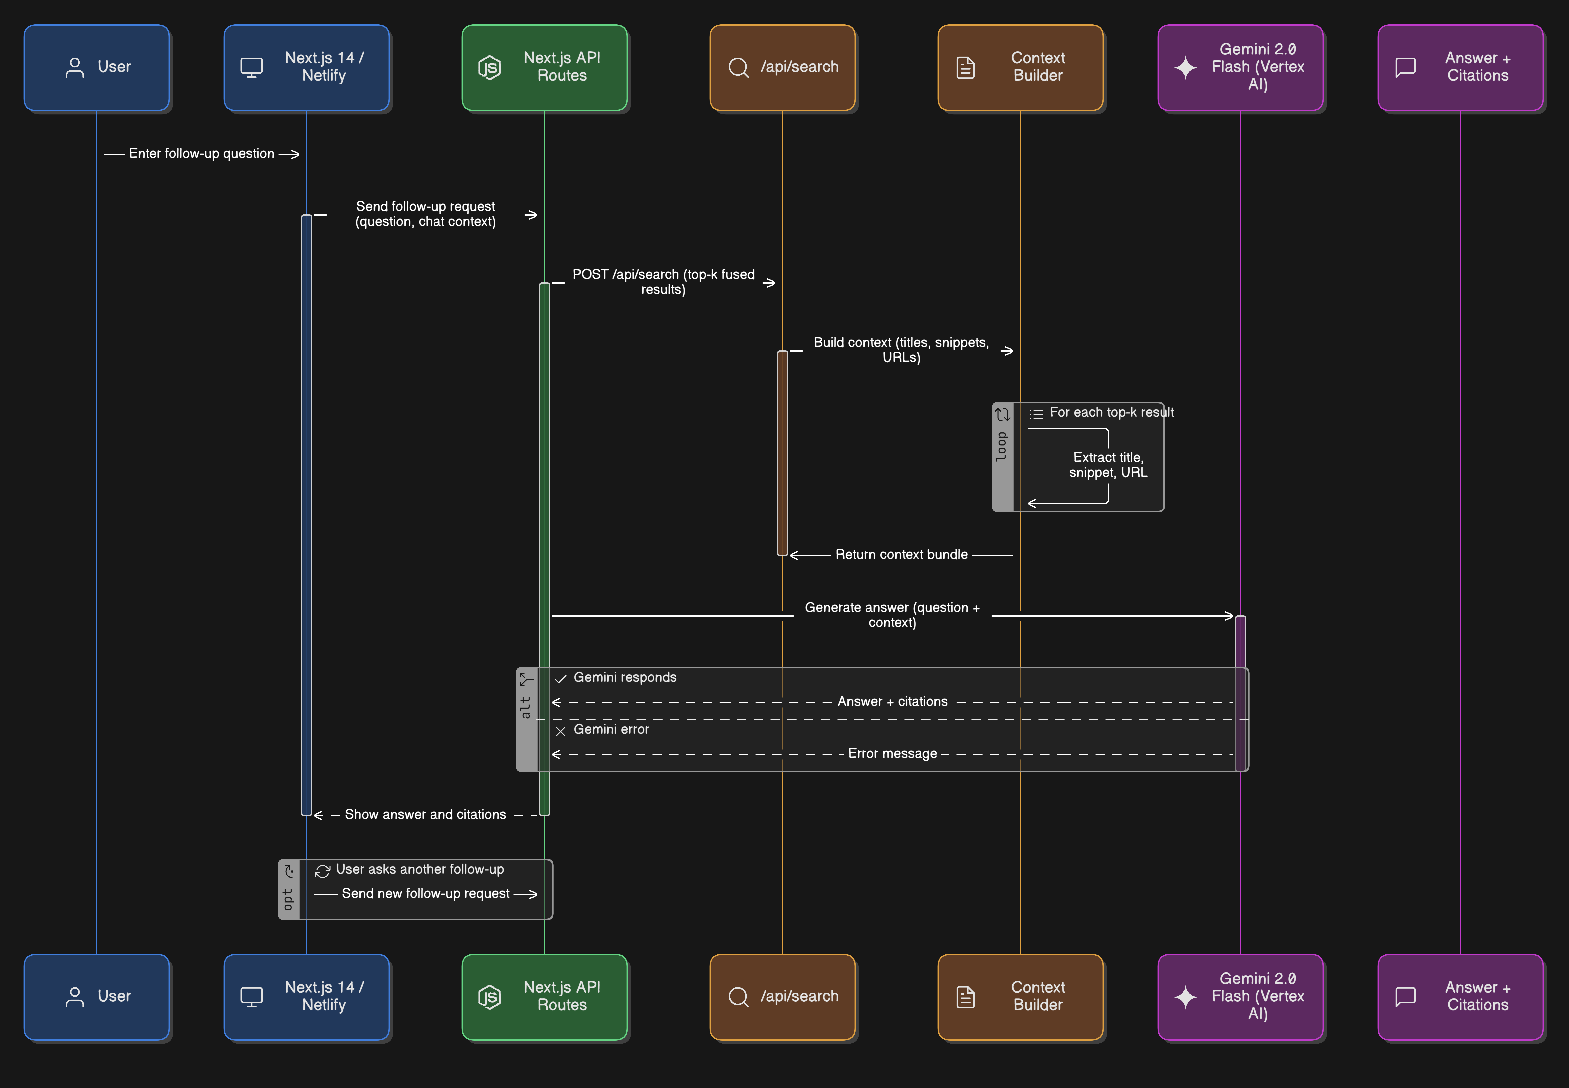 User
Next.js 14 /
Netlify
Next.js API
Routes
/api/search
Context
Builder
Gemini 2.0
Flash (Vertex
AI)
Answer +
Citations
Enter follow-up question
Send follow-up request
(question, chat context)
POST /api/search (top-k fused
results)
Build context (titles, snippets,
URLs)
loop
For each top-k result
Extract title,
snippet, URL
Return context bundle
Generate answer (question +
context)
alt
Gemini responds
Answer + citations
Gemini error
Error message
Show answer and citations
opt
User asks another follow-up
Send new follow-up request
User
Next.js 14 /
Netlify
JS
Next.js API
Routes
/api/search
Context
Builder
Gemini 2.0
Flash (Vertex
AI)
Answer +
Citations